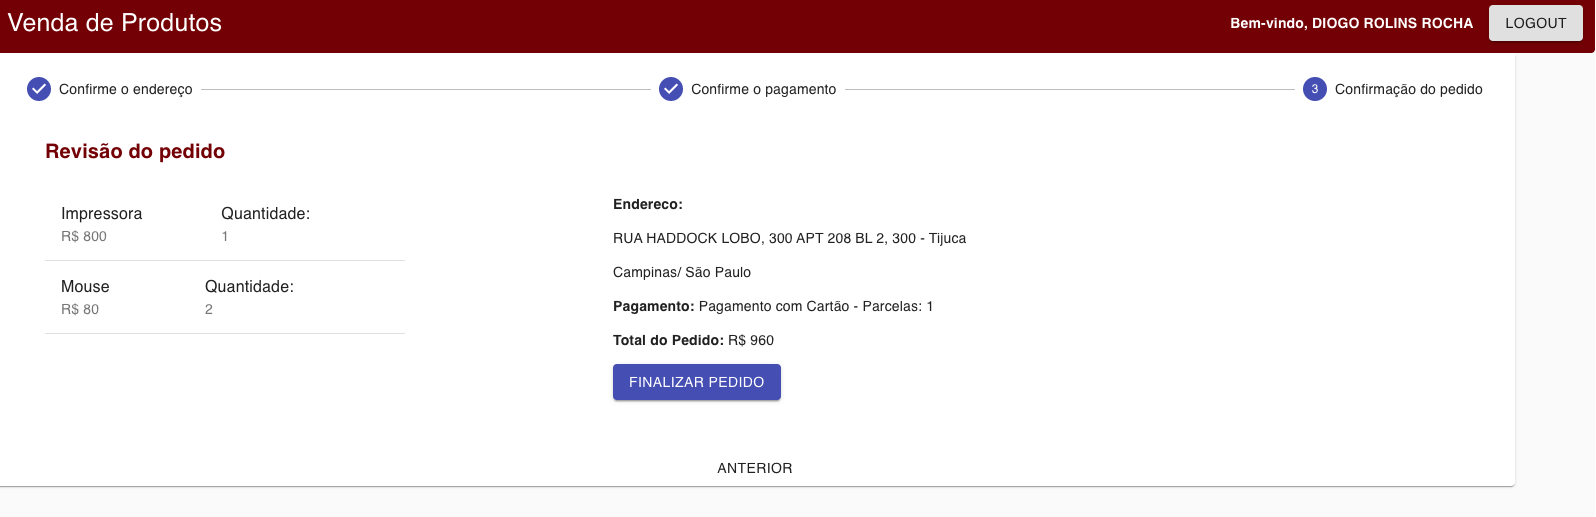 Venda de Produtos
Bem-vindo, DIOGO ROLINS ROCHA
LOGOUT
Confirme o endereço
Confirme o pagamento
3
Confirmação do pedido
Revisão do pedido
Impressora
Quantidade:
R$ 800
1
Mouse
Quantidade:
R$ 80
2
Endereco:
RUA HADDOCK LOBO, 300 APT 208 BL 2, 300 - Tijuca
Campinas/ São Paulo
Pagamento: Pagamento com Cartão - Parcelas: 1
Total do Pedido: R$ 960
FINALIZAR PEDIDO
ANTERIOR